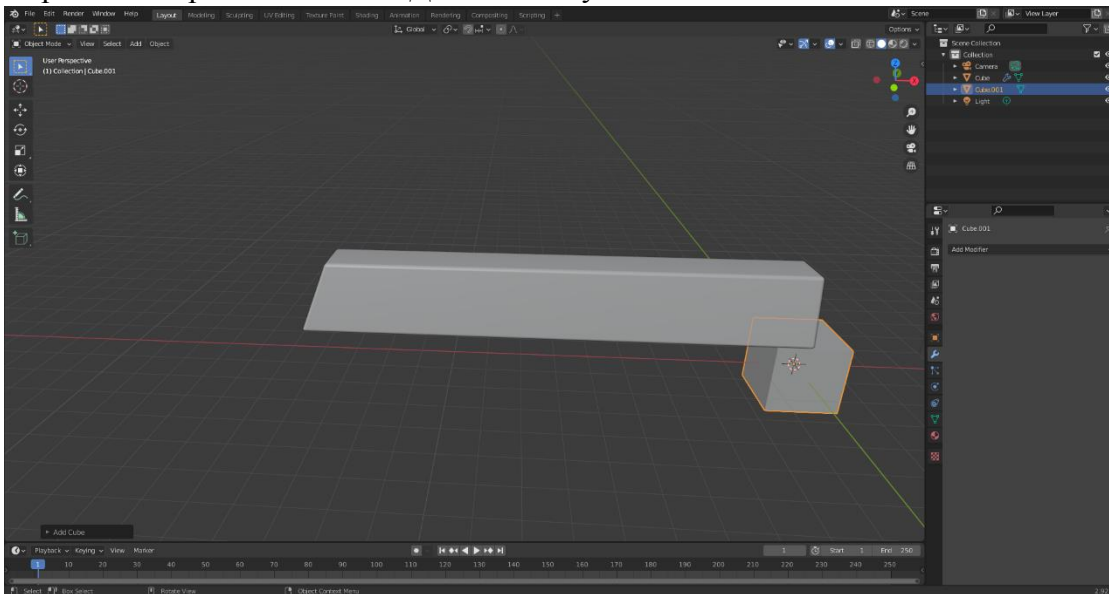 File Edit Render Window Help Layout Modeling Sculpting UV Editing Texture Paint Shading Animation Rendering Compositing Scripting + Scene View Layer
Global Options
Object Mode View Select Add Object
User Perspective
(1) Collection | Cube.001
Scene Collection
Collection
Camera
Cube
Cube.001
Light
Cube.001
Add Modifier
Add Cube
Playback Keying View Marker 1 Start 1 End 250
1 10 20 30 40 50 60 70 80 90 100 110 120 130 140 150 160 170 180 190 200 210 220 230 240 250
Select Box Select Rotate View Object Context Menu